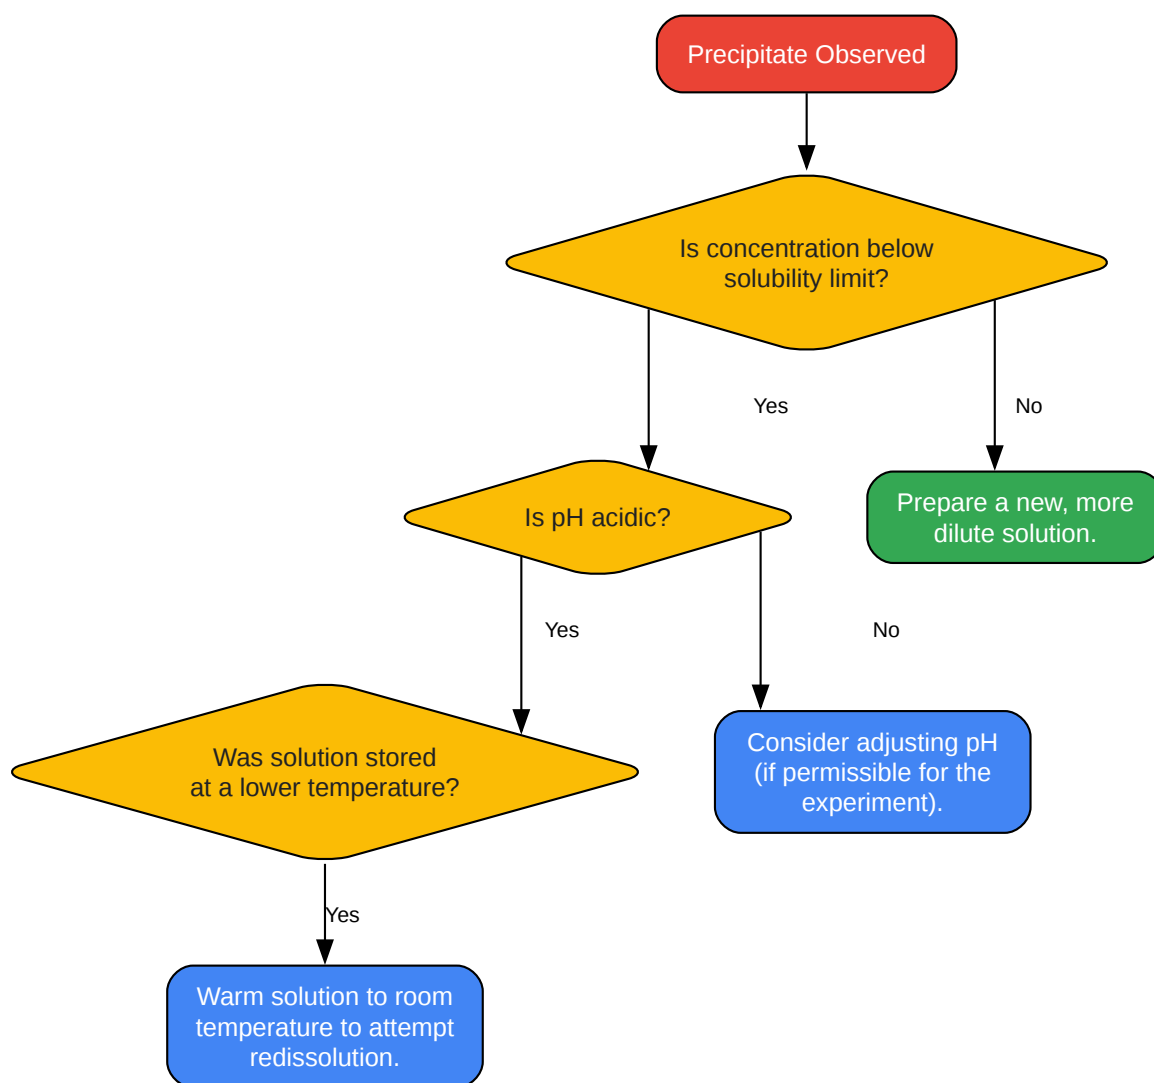 Precipitate Observed
Is concentration below
solubility limit?
Yes
No
Is pH acidic?
Prepare a new, more
dilute solution.
Yes
No
Was solution stored
at a lower temperature?
Consider adjusting pH
(if permissible for the
experiment).
Yes
Warm solution to room
temperature to attempt
redissolution.